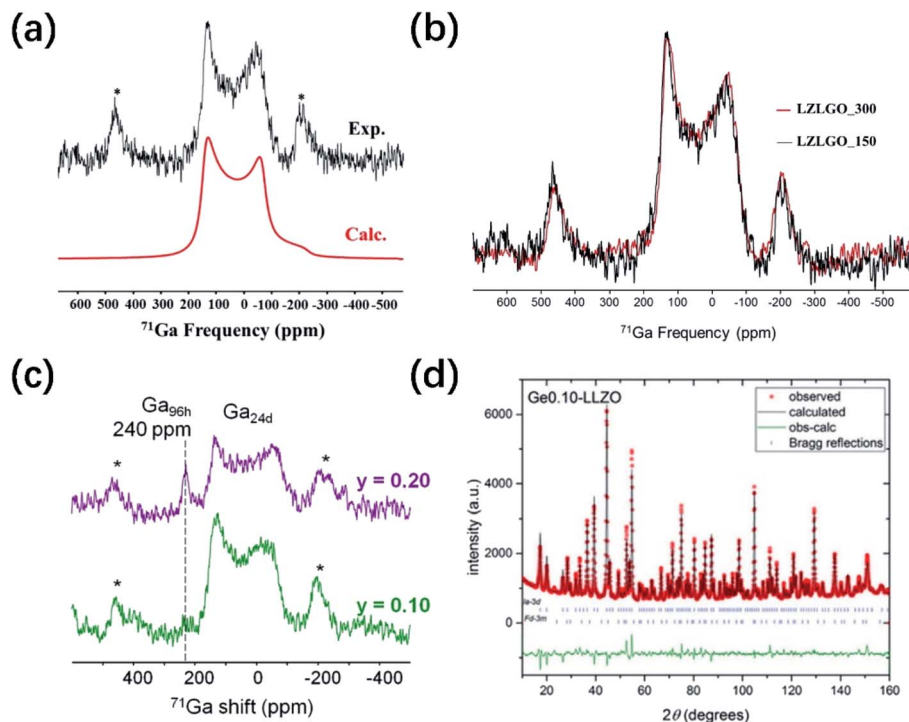 (a)
*
*
Exp.
Calc.
600 500 400 300 200 100 0 -100 -200 -300 -400 -500
71Ga Frequency (ppm)
(b)
LZLGO_300
LZLGO_150
600 500 400 300 200 100 0 -100 -200 -300 -400 -500
71Ga Frequency (ppm)
(c)
Ga96h
240 ppm
Ga24d
*
*
y = 0.20
*
*
y = 0.10
400 200 0 -200 -400
71Ga shift (ppm)
(d)
Ge0.10-LLZO
observed
calculated
obs-calc
Bragg reflections
6000
4000
2000
0
intensity (a.u.)
Ia-3d
Fd-3m
20 40 60 80 100 120 140 160
2θ (degrees)